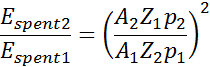 E_spent2 / E_spent1 = (A_2 Z_1 p_2 / A_1 Z_2 p_1)^2